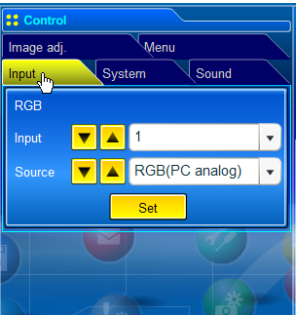 Control
Image adj. Menu
Input System Sound
RGB
Input 1
Source RGB(PC analog)
Set